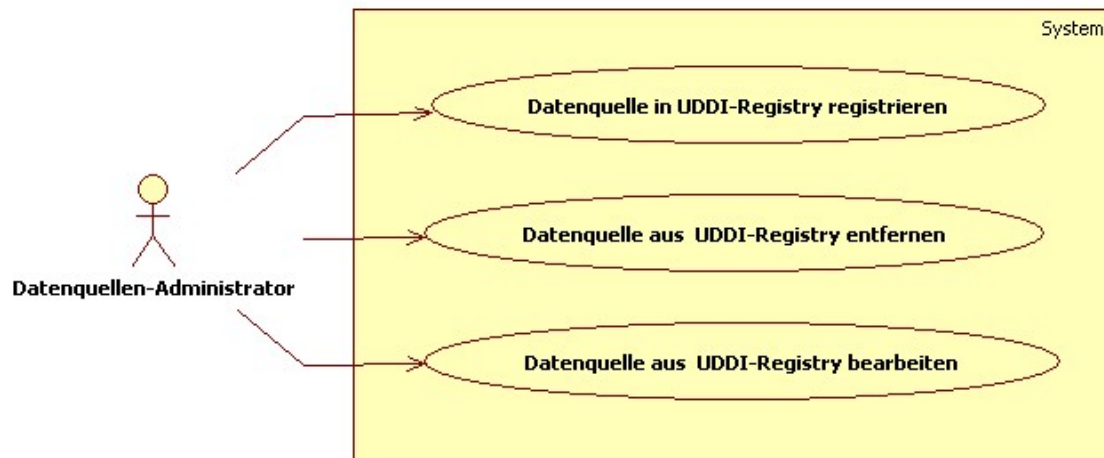 System
Datenquelle in UDDI-Registry registrieren
Datenquelle aus UDDI-Registry entfernen
Datenquellen-Administrator
Datenquelle aus UDDI-Registry bearbeiten